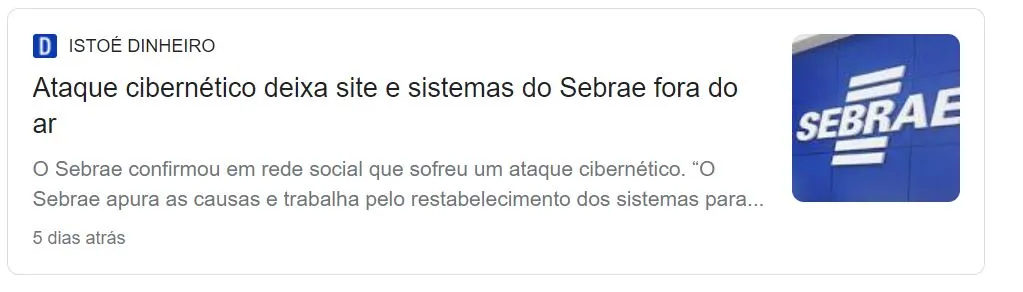 D ISTOÉ DINHEIRO
Ataque cibernético deixa site e sistemas do Sebrae fora do
ar
O Sebrae confirmou em rede social que sofreu um ataque cibernético. “O
Sebrae apura as causas e trabalha pelo restabelecimento dos sistemas para...
5 dias atrás
SEBRAE